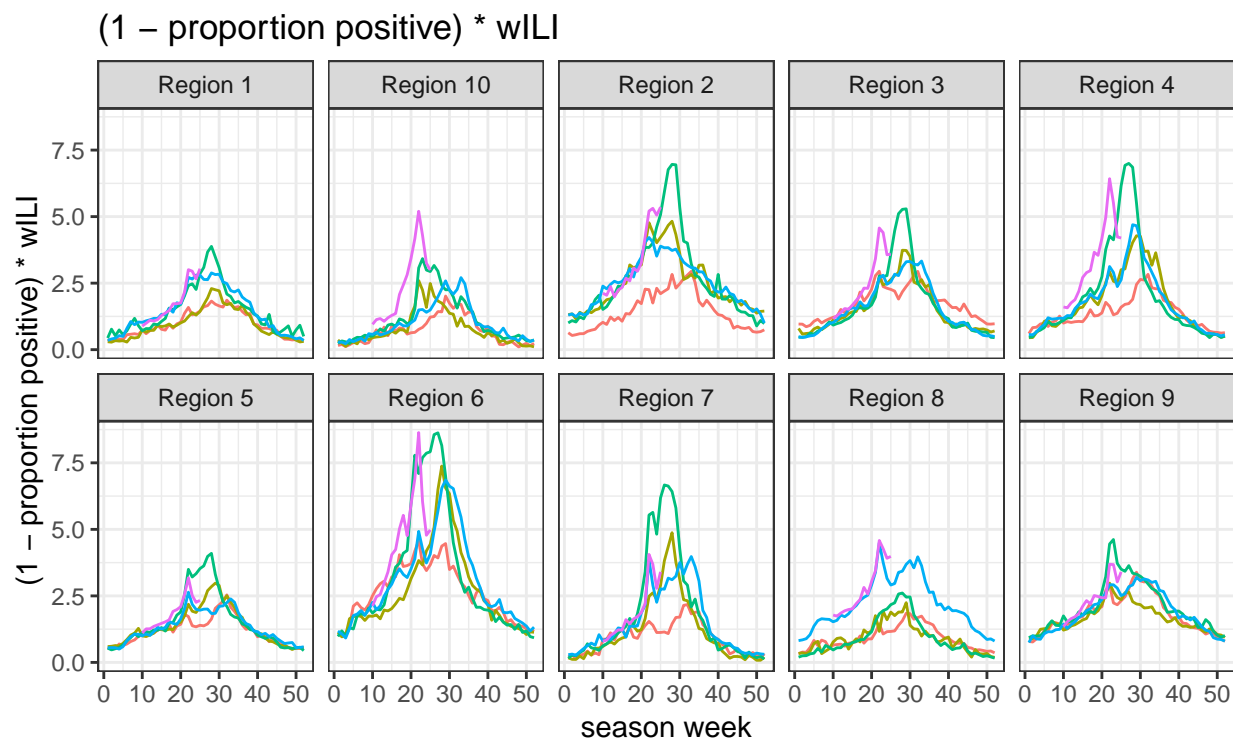 (1 − proportion positive) * wILI
Region 1
Region 10
Region 2
Region 3
Region 4
7.5
5.0
2.5
0.0
Region 5
Region 6
Region 7
Region 8
Region 9
7.5
5.0
2.5
0.0
0 10 20 30 40 50
0 10 20 30 40 50
0 10 20 30 40 50
0 10 20 30 40 50
0 10 20 30 40 50
season week
(1 − proportion positive) * wILI